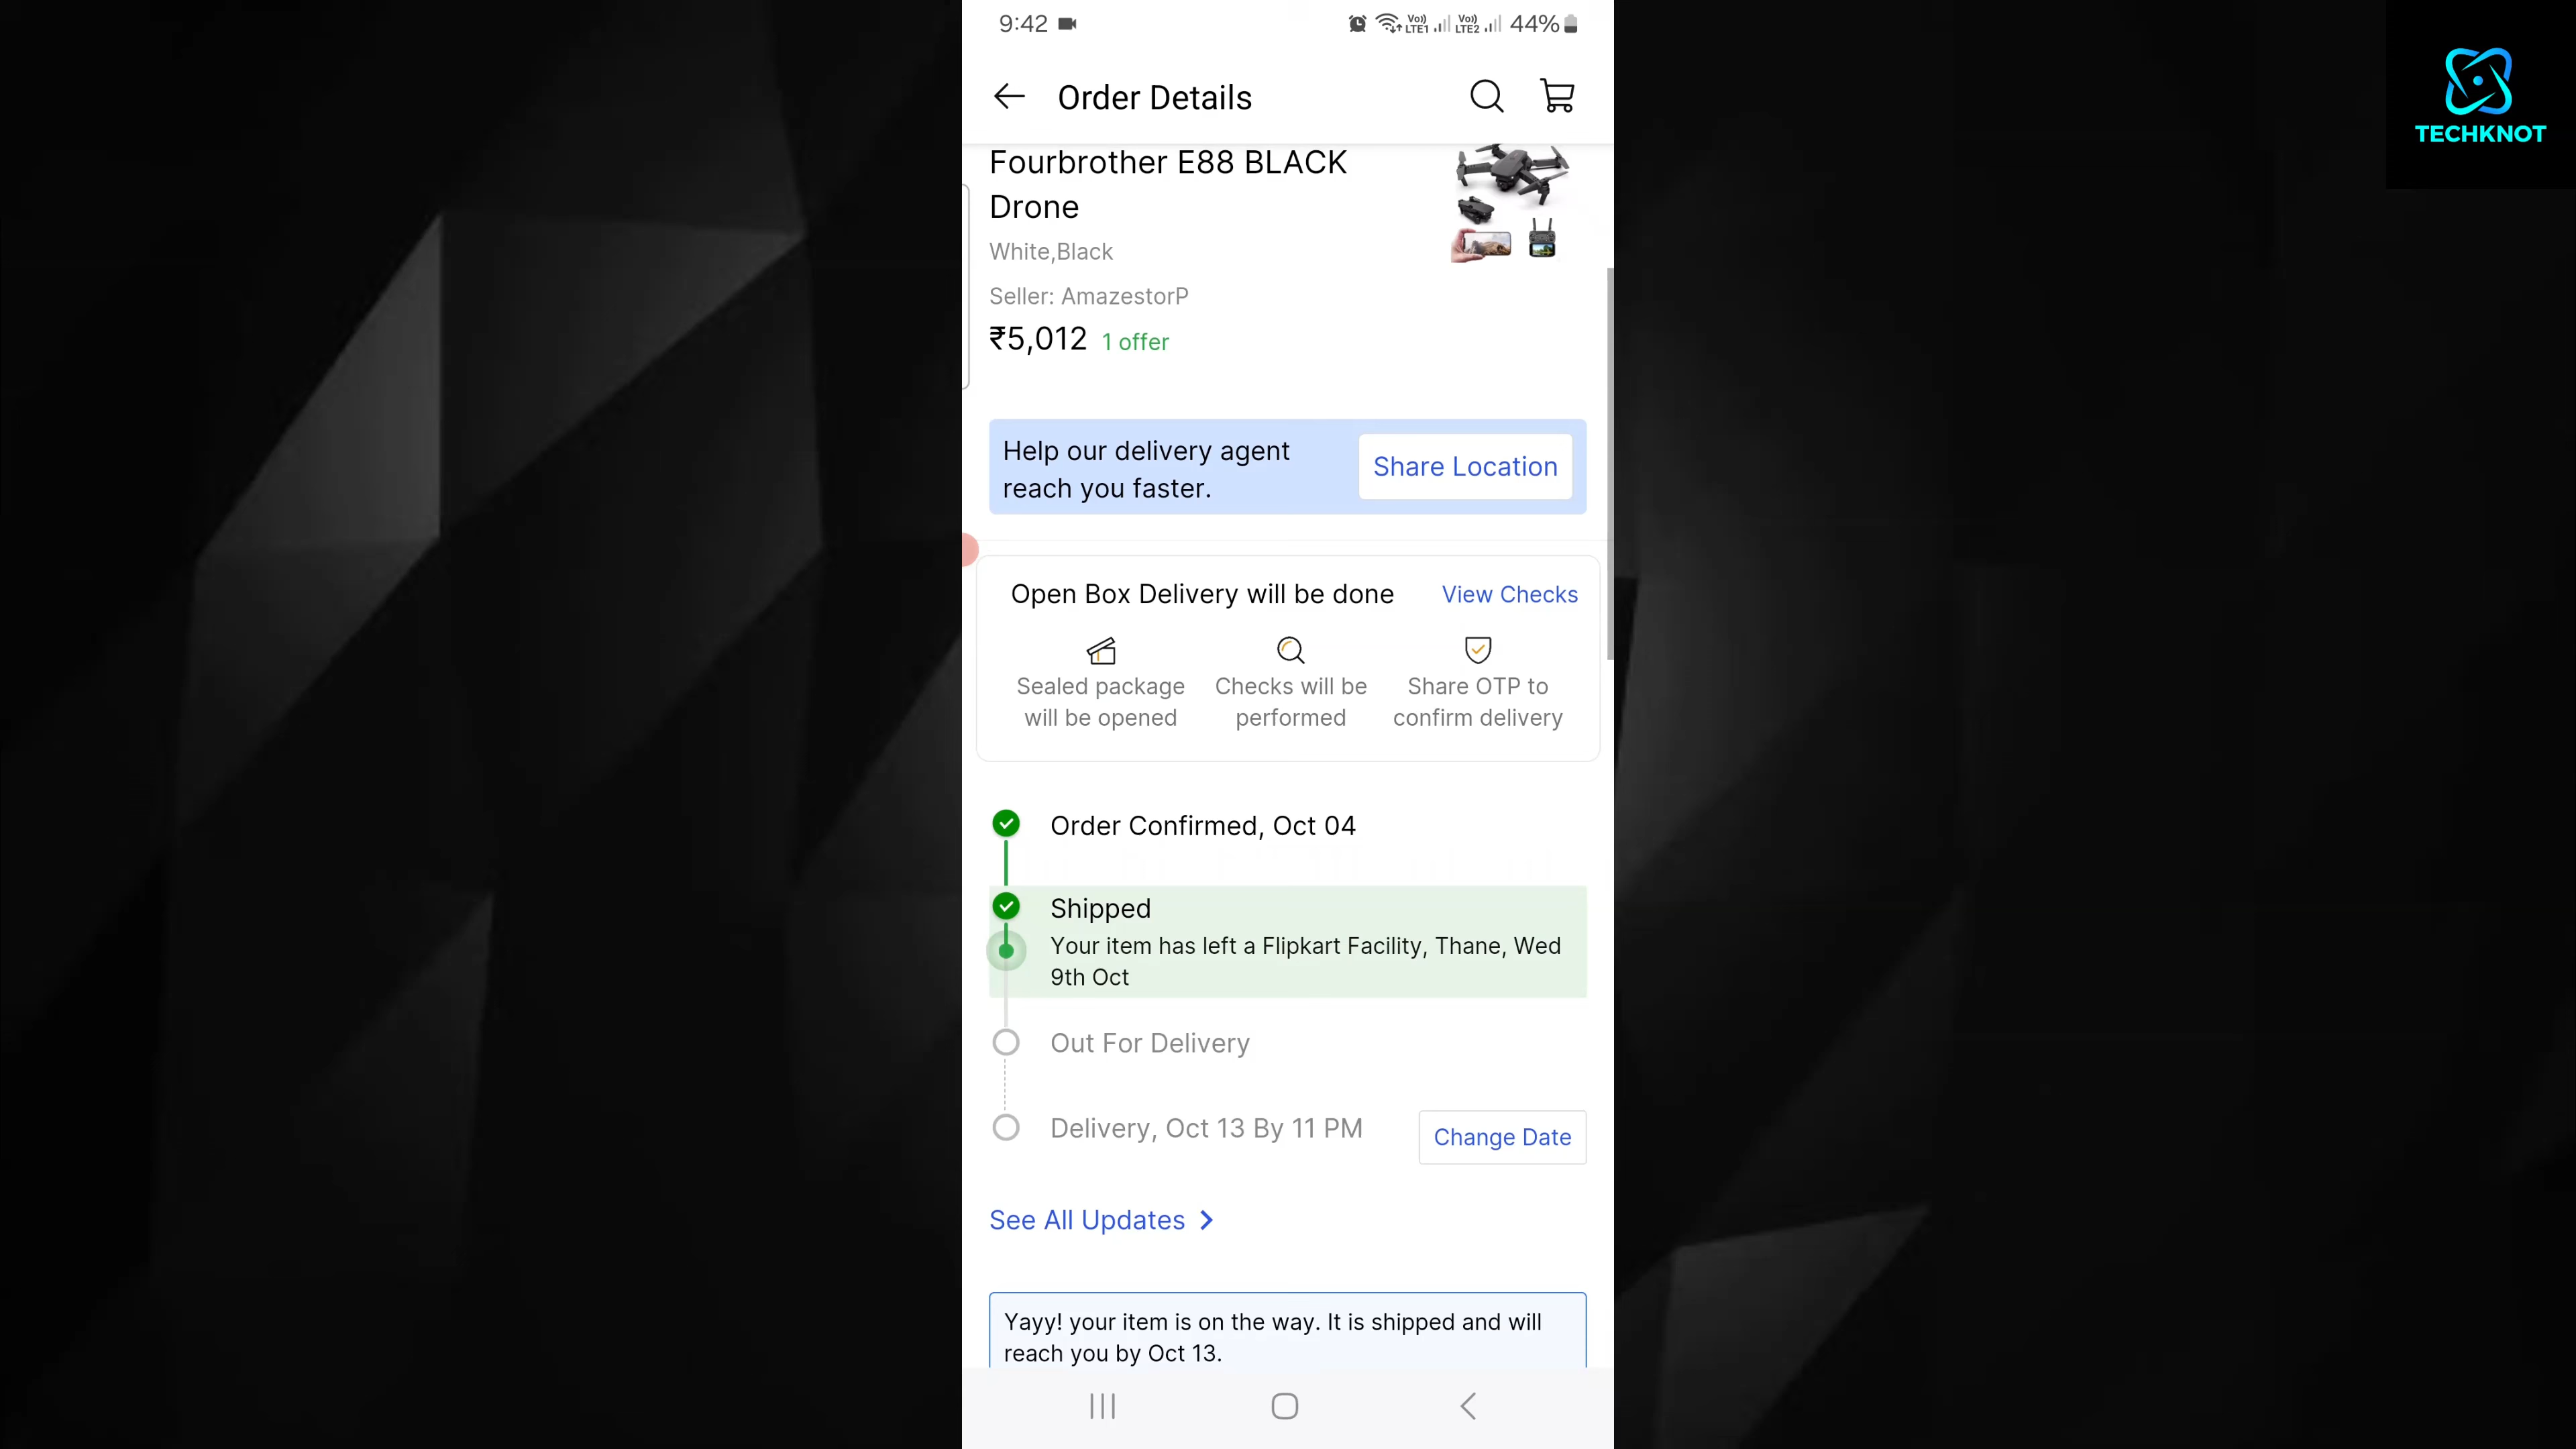 9:42
Vo)) LTE1 Vo)) LTE2 44%
TECHKNOT
Order Details
Fourbrother E88 BLACK
Drone
White,Black
Seller: AmazestorP
₹5,012 1 offer
Help our delivery agent
reach you faster.
Share Location
Open Box Delivery will be done
View Checks
Sealed package
will be opened
Checks will be
performed
Share OTP to
confirm delivery
Order Confirmed, Oct 04
Shipped
Your item has left a Flipkart Facility, Thane, Wed
9th Oct
Out For Delivery
Delivery, Oct 13 By 11 PM
Change Date
See All Updates
Yayy! your item is on the way. It is shipped and will
reach you by Oct 13.